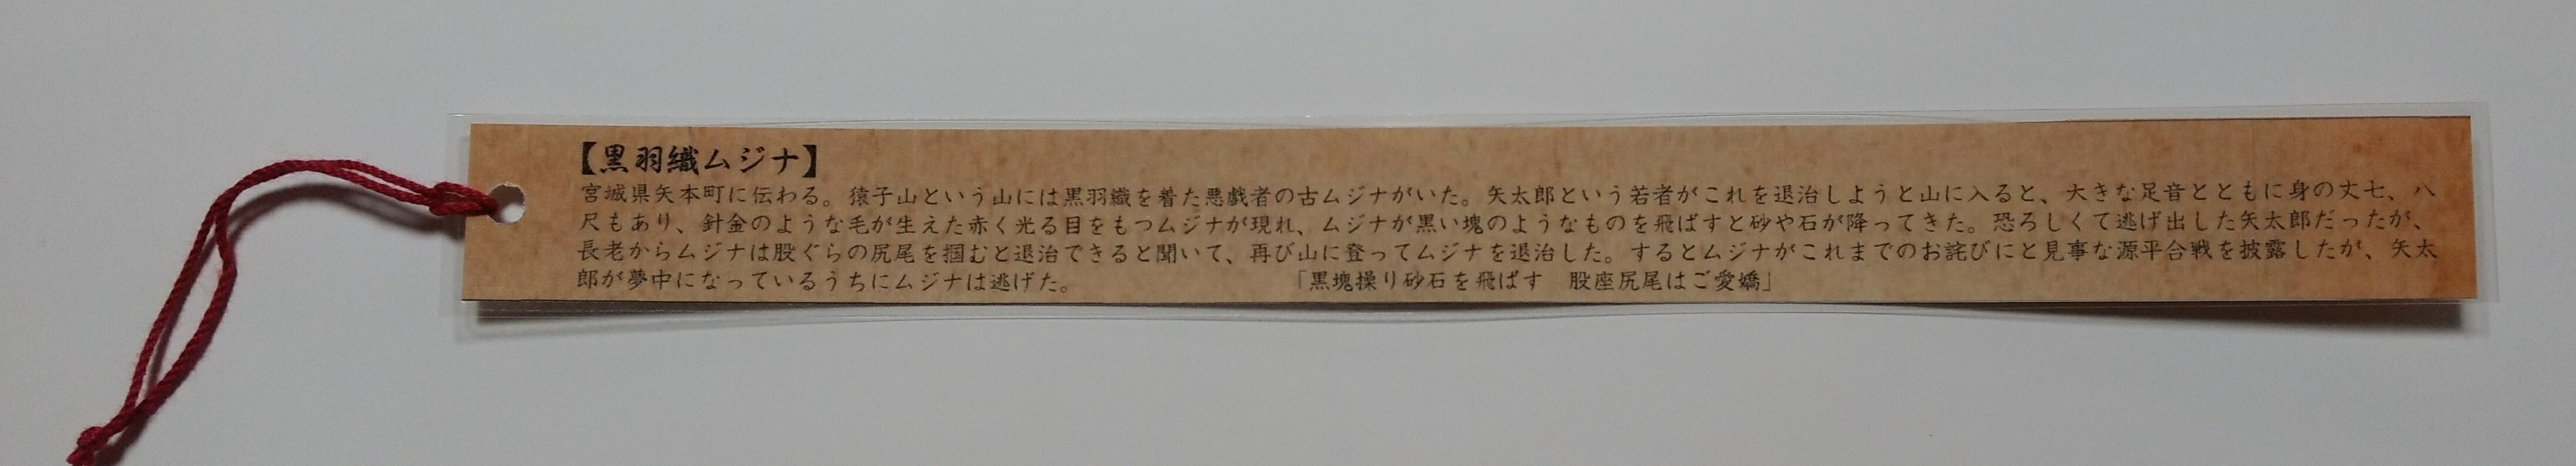 【黒羽織ムジナ】
宮城県矢本町に伝わる。猿子山という山には黒羽織を着た悪戯者の古ムジナがいた。矢太郎という若者がこれを退治しようと山に入ると、大きな足音とともに身の丈七、八
尺もあり、針金のような毛が生えた赤く光る目をもつムジナが現れ、ムジナが黒い塊のようなものを飛ばすと砂や石が降ってきた。恐ろしくて逃げ出した矢太郎だったが、
長老からムジナは股ぐらの尻尾を掴むと退治できると聞いて、再び山に登ってムジナを退治した。するとムジナがこれまでのお詫びにと見事な源平合戦を披露したが、矢太
郎が夢中になっているうちにムジナは逃げた。　「黒塊操り砂石を飛ばす　股座尻尾はご愛嬌」